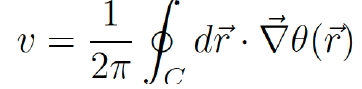 v = \frac{1}{2\pi} \oint_C d\vec{r} \cdot \vec{\nabla}\theta(\vec{r})